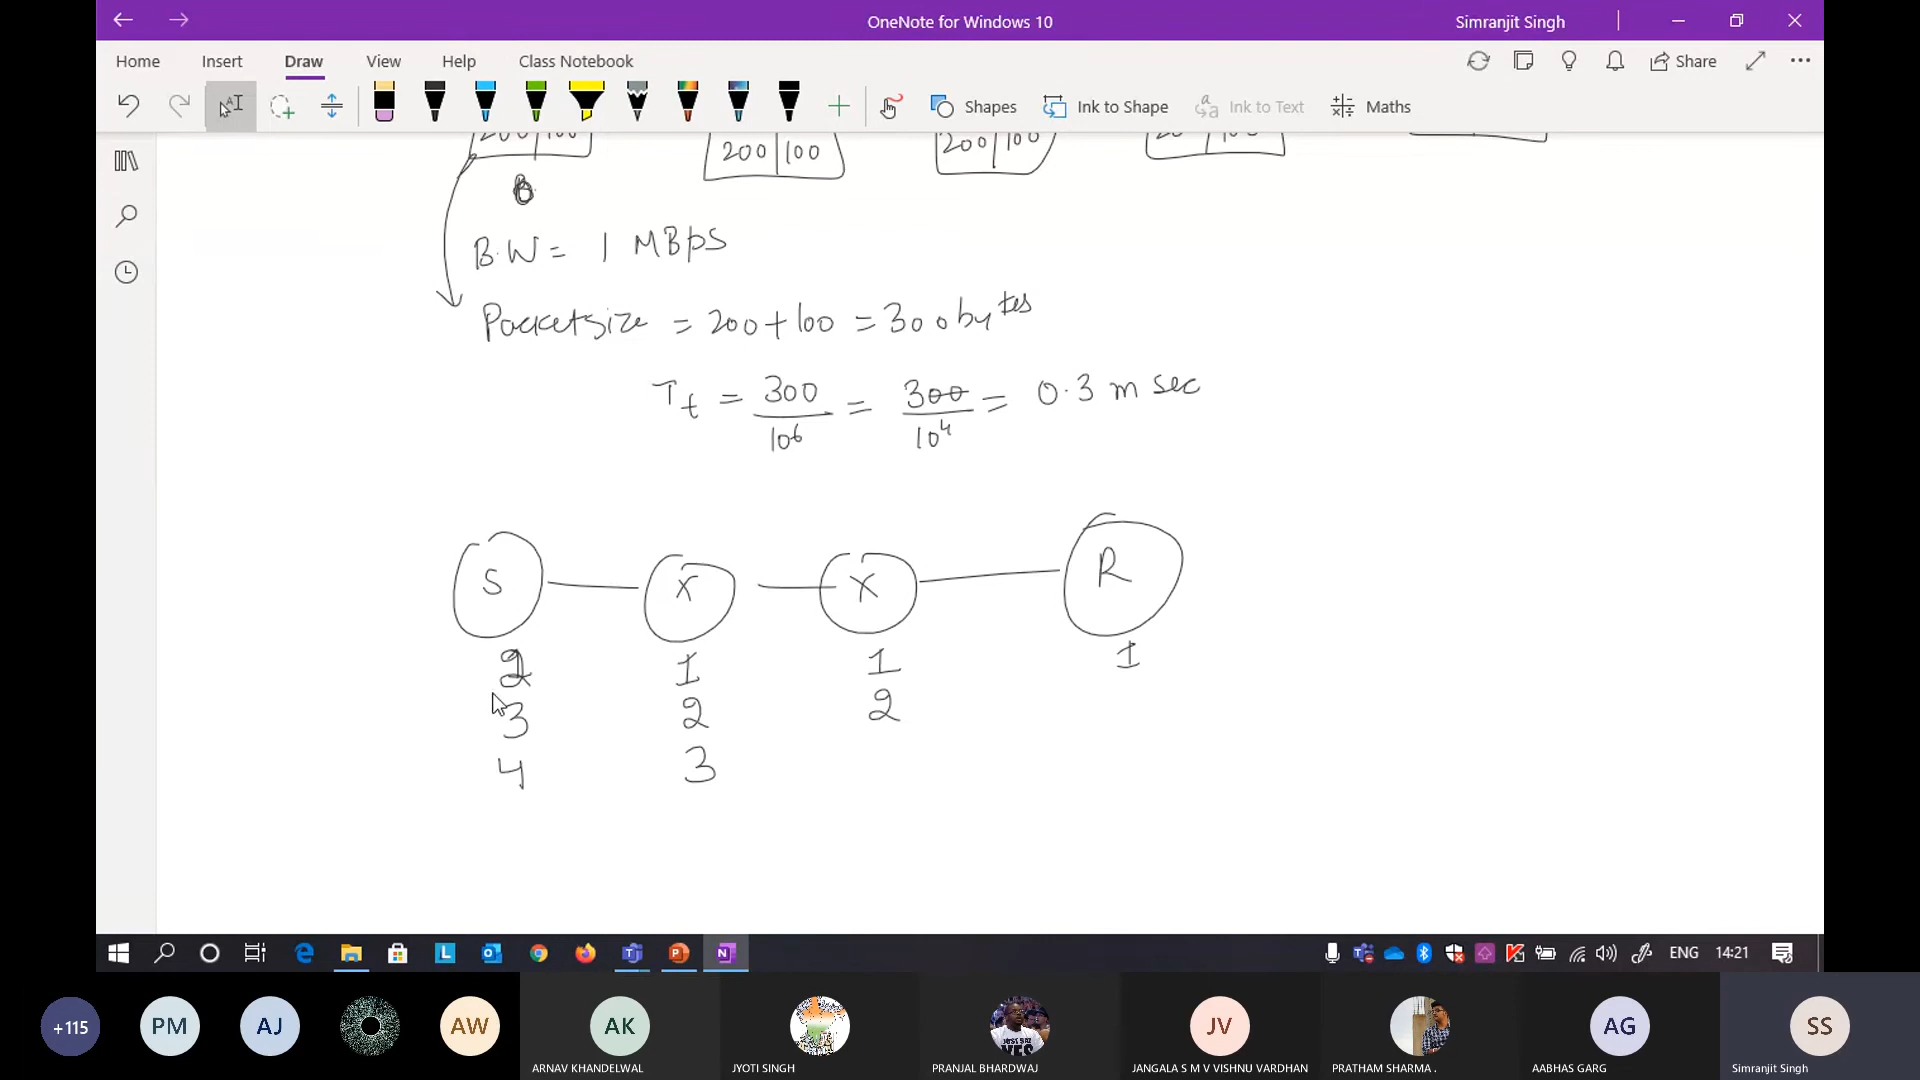 OneNote for Windows 10
Simranjit Singh
Home Insert Draw View Help Class Notebook
Share
Shapes Ink to Shape Ink to Text Maths
200 | 100
200 | 100
200 | 100
B.W = 1 MBps
Packetsize = 200 + 100 = 300 bytes
Tt = 300/10^6 = 300/10^4 = 0.3 m sec
S X X R
2 1 1 1
3 2 2
4 3
ENG 14:21
+115 PM AJ AW AK JV AG SS
ARNAV KHANDELWAL JYOTI SINGH PRANJAL BHARDWAJ JANGALA S M V VISHNU VARDHAN PRATHAM SHARMA . AABHAS GARG Simranjit Singh